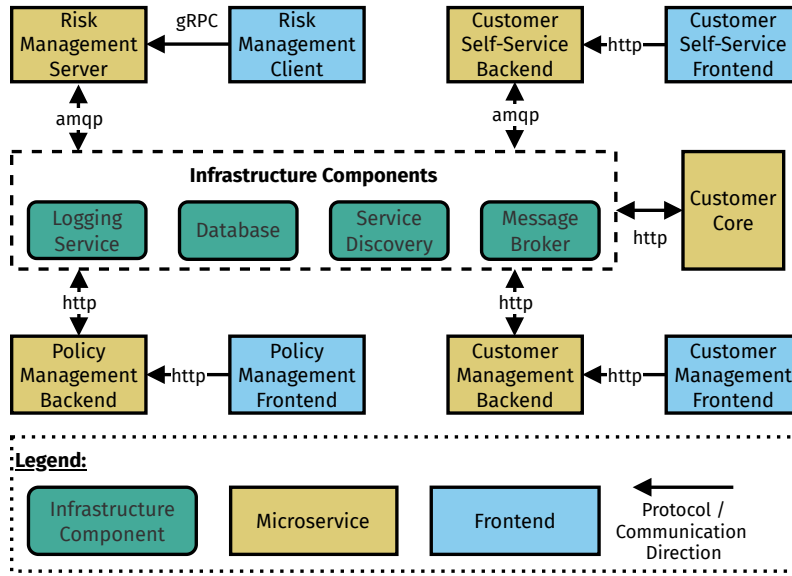 Risk
Management
Server
gRPC
Risk
Management
Client
Customer
Self-Service
Backend
http
Customer
Self-Service
Frontend
amqp
amqp
Infrastructure Components
Logging
Service
Database
Service
Discovery
Message
Broker
http
Customer
Core
http
http
Policy
Management
Backend
http
Policy
Management
Frontend
Customer
Management
Backend
http
Customer
Management
Frontend
Legend:
Infrastructure
Component
Microservice
Frontend
Protocol /
Communication
Direction